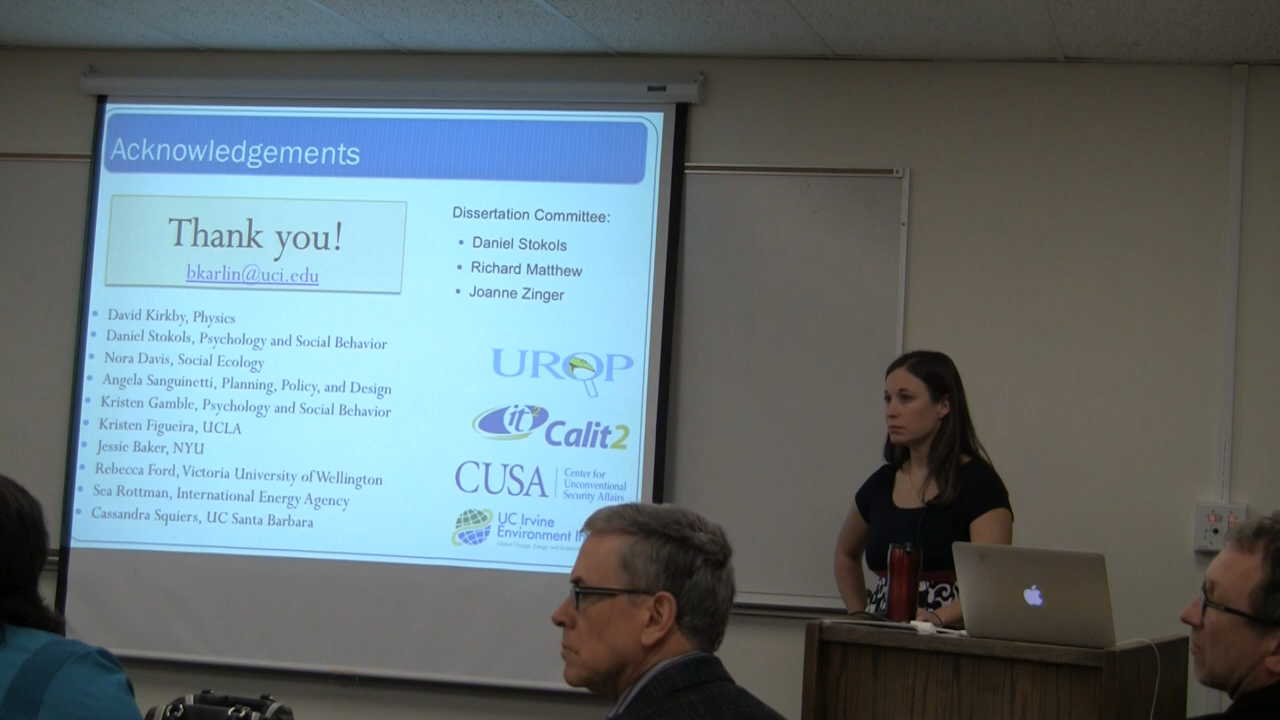 Acknowledgements
Thank you!
bkarlin@uci.edu
• David Kirkby, Physics
• Daniel Stokols, Psychology and Social Behavior
• Nora Davis, Social Ecology
• Angela Sanguinetti, Planning, Policy, and Design
• Kristen Gamble, Psychology and Social Behavior
• Kristen Figueira, UCLA
• Jessie Baker, NYU
• Rebecca Ford, Victoria University of Wellington
• Sea Rottman, International Energy Agency
• Cassandra Squiers, UC Santa Barbara
Dissertation Committee:
• Daniel Stokols
• Richard Matthew
• Joanne Zinger
UROP
it2 Calit2
CUSA
Center for
Unconventional
Security Affairs
UC Irvine
Environment